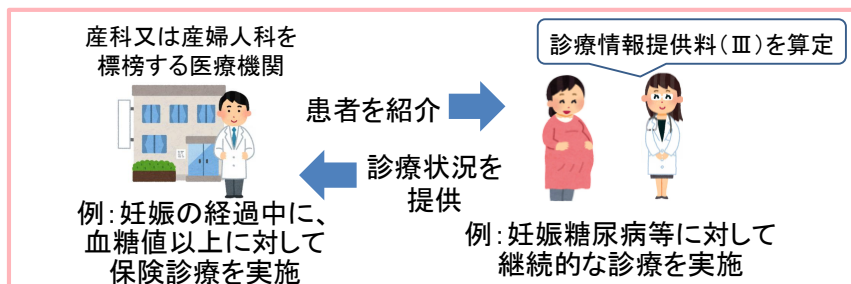 産科又は産婦人科を
標榜する医療機関
診療情報提供料(Ⅲ)を算定
患者を紹介
診療状況を
提供
例:妊娠の経過中に、
血糖値以上に対して
保険診療を実施
例:妊娠糖尿病等に対して
継続的な診療を実施